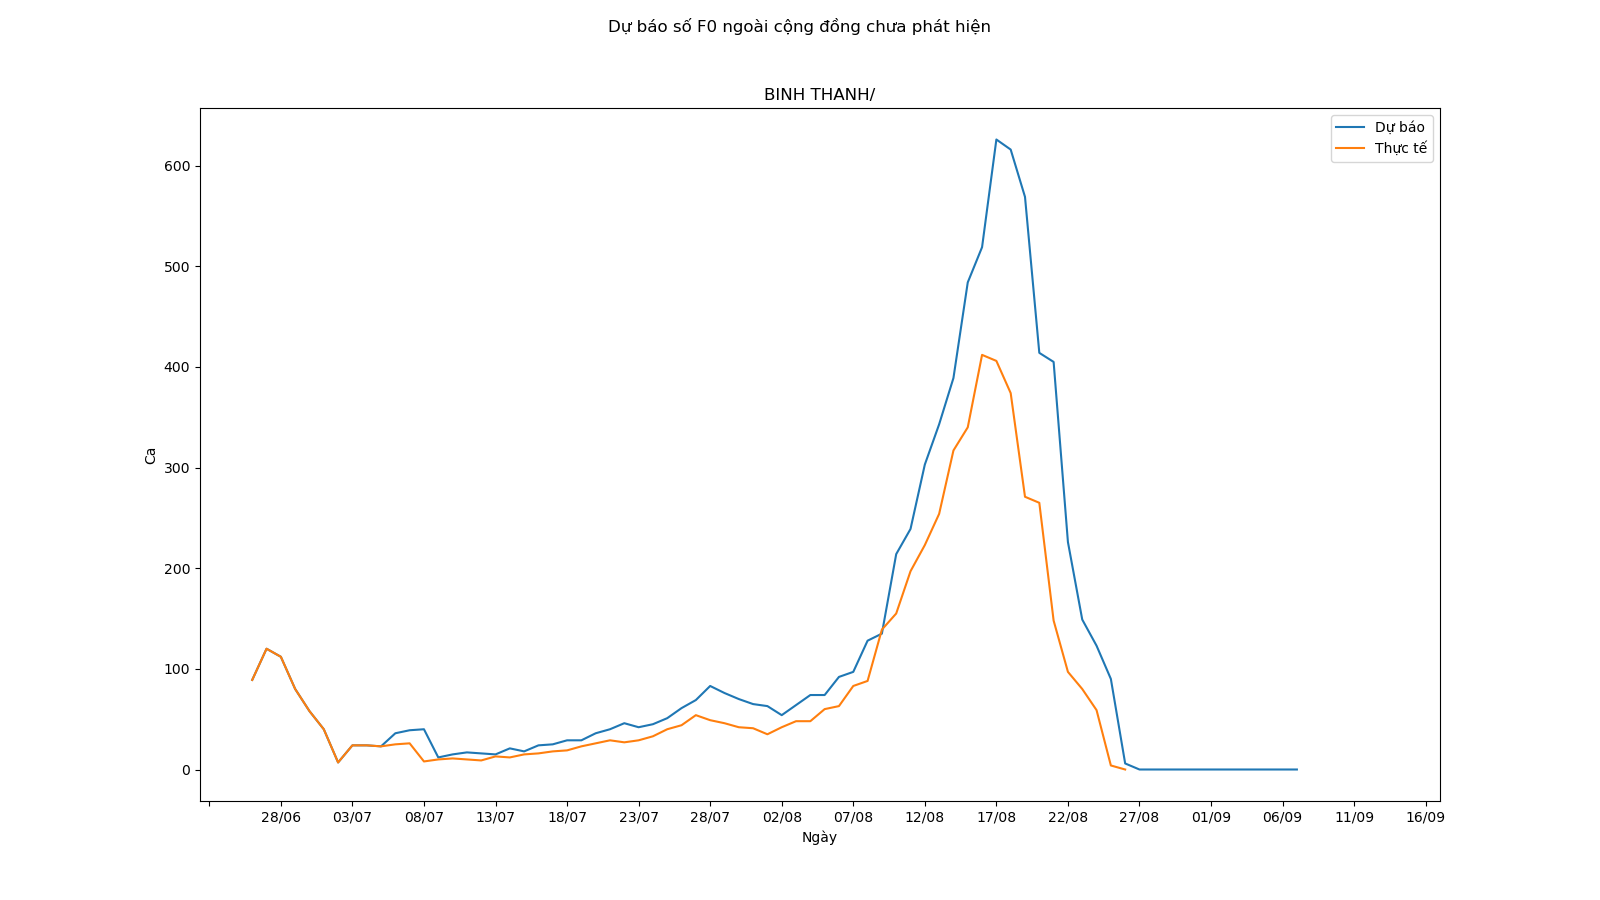 Dự báo số F0 ngoài cộng đồng chưa phát hiện
BINH THANH/
Dự báo
Thực tế
600
500
400
300
200
100
0
Ca
28/06 03/07 08/07 13/07 18/07 23/07 28/07 02/08 07/08 12/08 17/08 22/08 27/08 01/09 06/09 11/09 16/09
Ngày